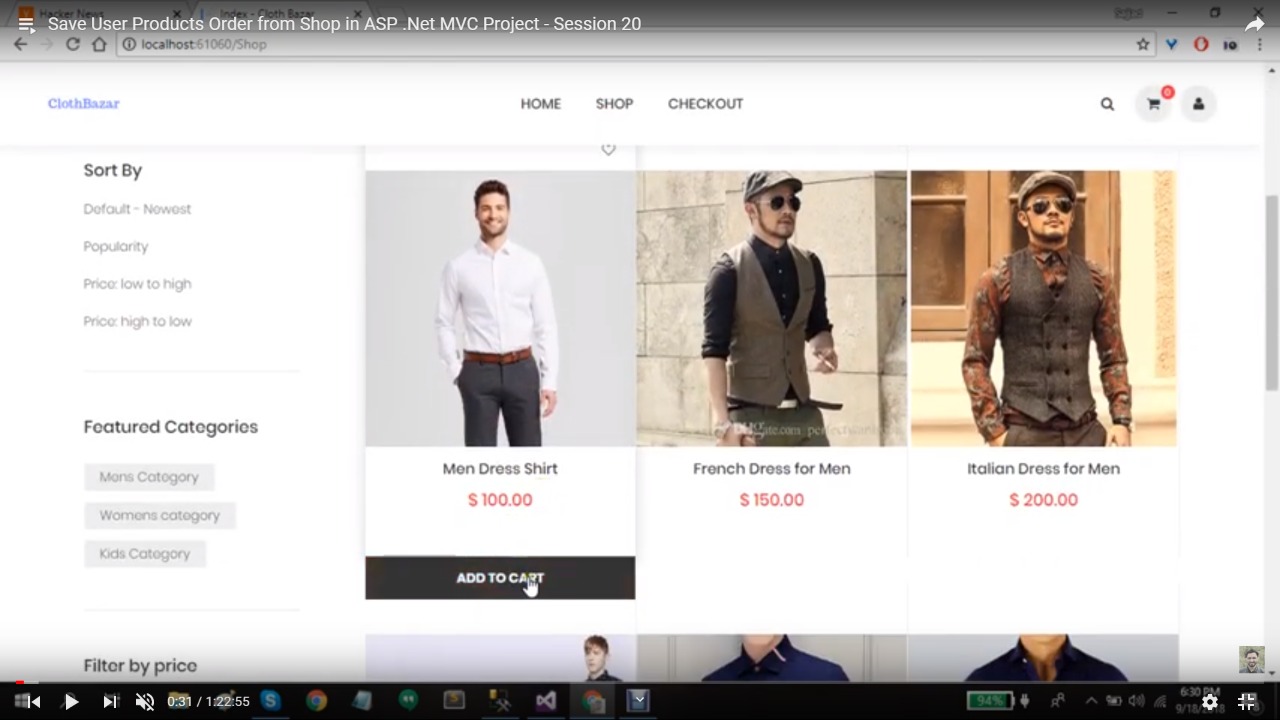 Hacker News
Index - Cloth Bazar
Save User Products Order from Shop in ASP .Net MVC Project - Session 20
localhost:61060/Shop
ClothBazar
HOME
SHOP
CHECKOUT
0
Sort By
Default - Newest
Popularity
Price: low to high
Price: high to low
Featured Categories
Mens Category
Womens category
Kids Category
Filter by price
Men Dress Shirt
$ 100.00
ADD TO CART
French Dress for Men
$ 150.00
Italian Dress for Men
$ 200.00
0:31 / 1:22:55
94%
6:30 PM